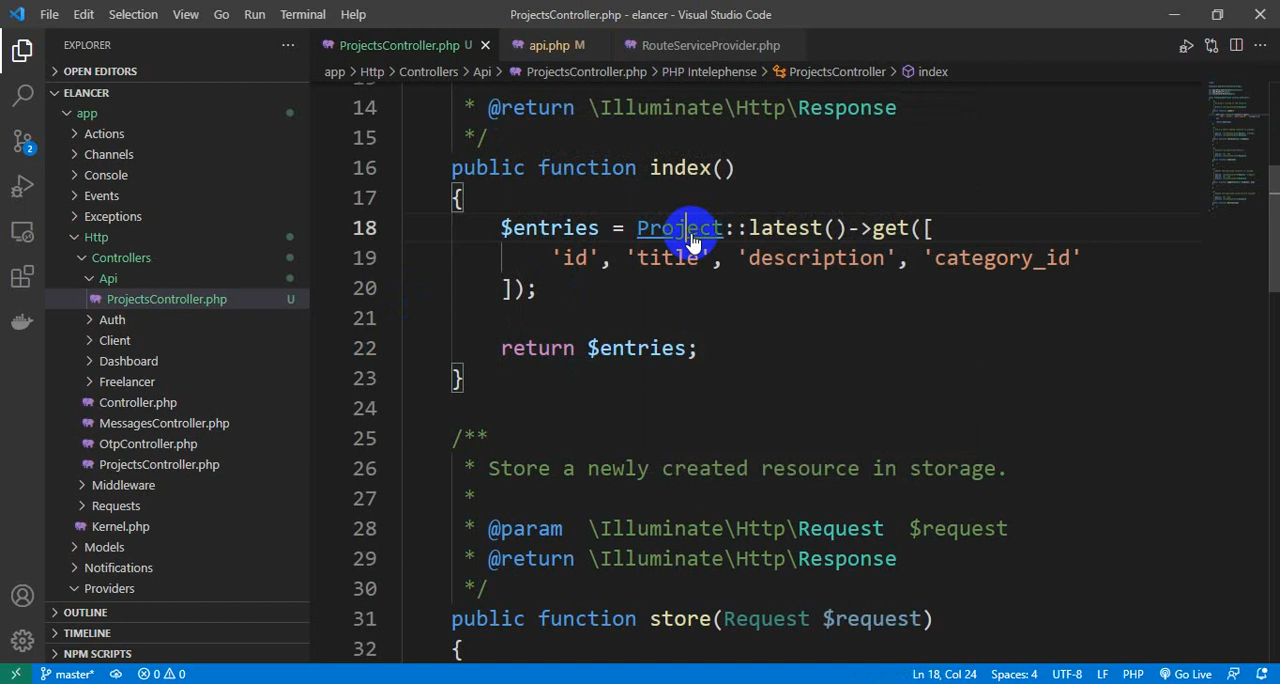 File Edit Selection View Go Run Terminal Help
ProjectsController.php - elancer - Visual Studio Code
EXPLORER
ProjectsController.php U
api.php M
RouteServiceProvider.php
OPEN EDITORS
app > Http > Controllers > Api > ProjectsController.php > PHP Intelephense > ProjectsController > index
ELANCER
app
Actions
Channels
Console
Events
Exceptions
Http
Controllers
Api
ProjectsController.php U
Auth
Client
Dashboard
Freelancer
Controller.php
MessagesController.php
OtpController.php
ProjectsController.php
Middleware
Requests
Kernel.php
Models
Notifications
Providers
OUTLINE
TIMELINE
NPM SCRIPTS
14 * @return \Illuminate\Http\Response
15 */
16 public function index()
17 {
18 $entries = Project::latest()->get([
19 'id', 'title', 'description', 'category_id'
20 ]);
21
22 return $entries;
23 }
24
25 /**
26 * Store a newly created resource in storage.
27 *
28 * @param \Illuminate\Http\Request $request
29 * @return \Illuminate\Http\Response
30 */
31 public function store(Request $request)
32 {
2
master* 0 0 Ln 18, Col 24 Spaces: 4 UTF-8 LF PHP Go Live